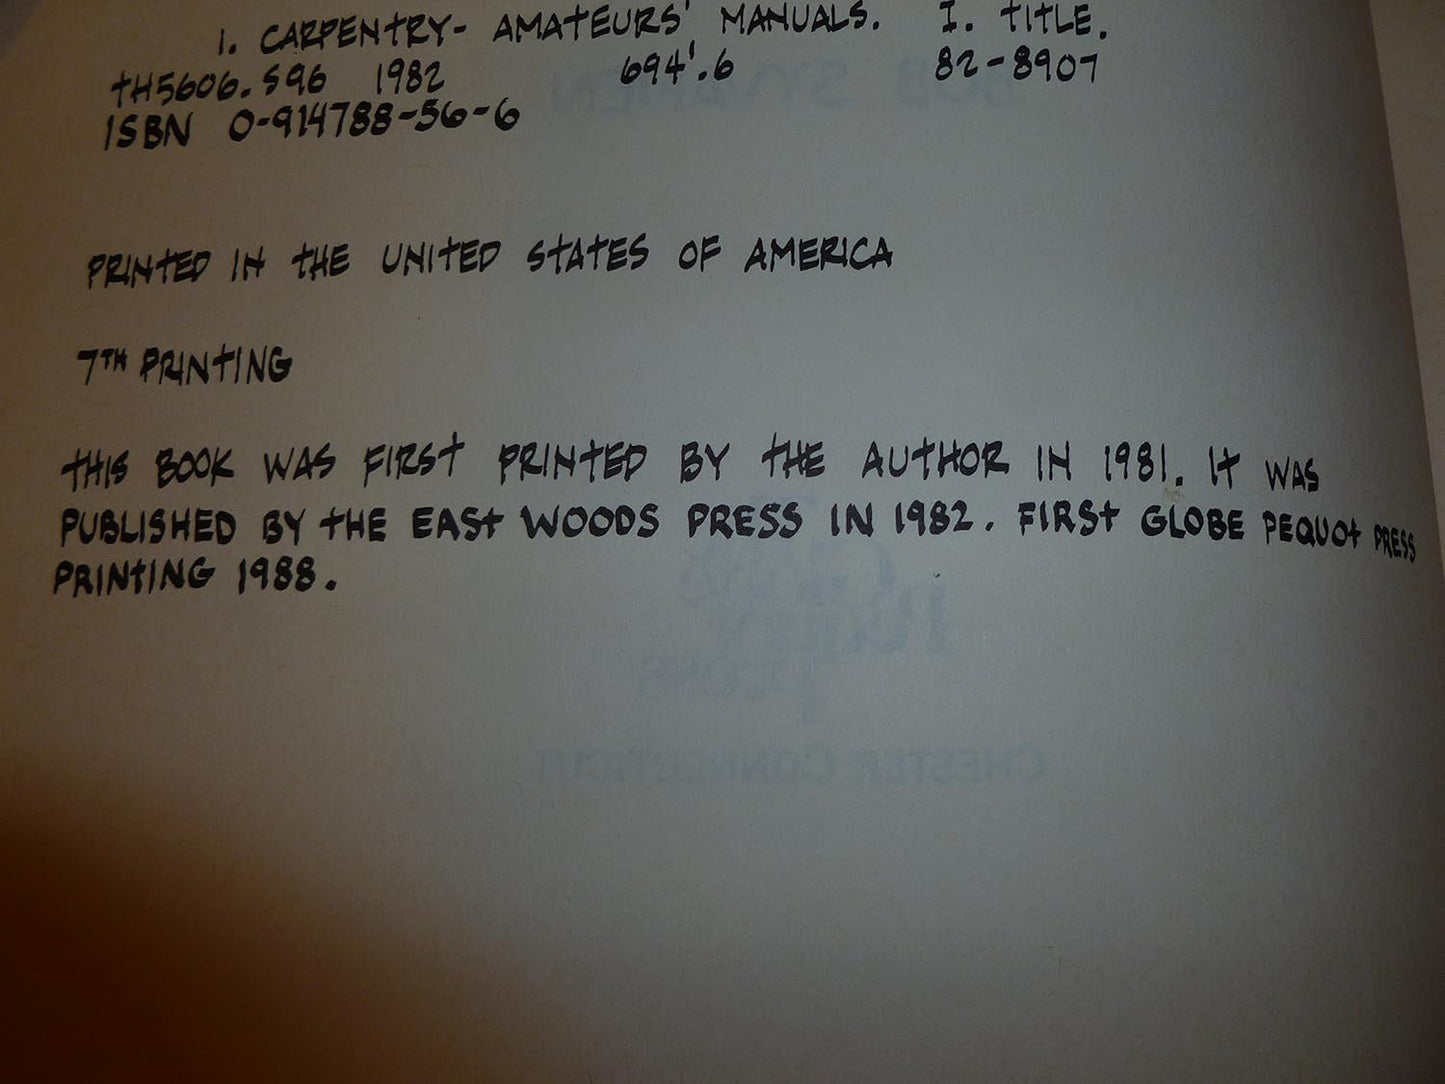 1. CARPENTRY- AMATEURS' MANUALS. I. TITLE.
TH5606.S96 1982 694'.6 82-8907
ISBN 0-914788-56-6
PRINTED IN THE UNITED STATES OF AMERICA
7TH PRINTING
THIS BOOK WAS FIRST PRINTED BY THE AUTHOR IN 1981. IT WAS
PUBLISHED BY THE EAST WOODS PRESS IN 1982. FIRST GLOBE PEQUOT PRESS
PRINTING 1988.
CHESTER CONNECTICUT